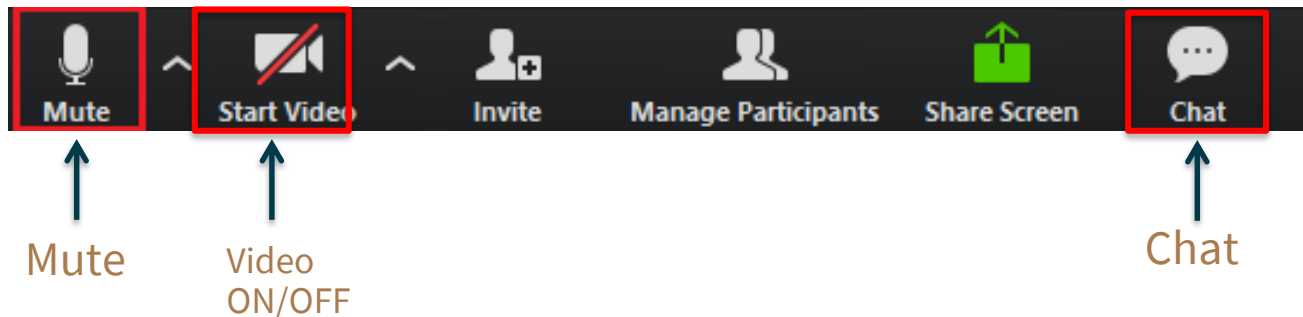 Mute Start Video Invite Manage Participants Share Screen Chat
Mute Video Chat
ON/OFF